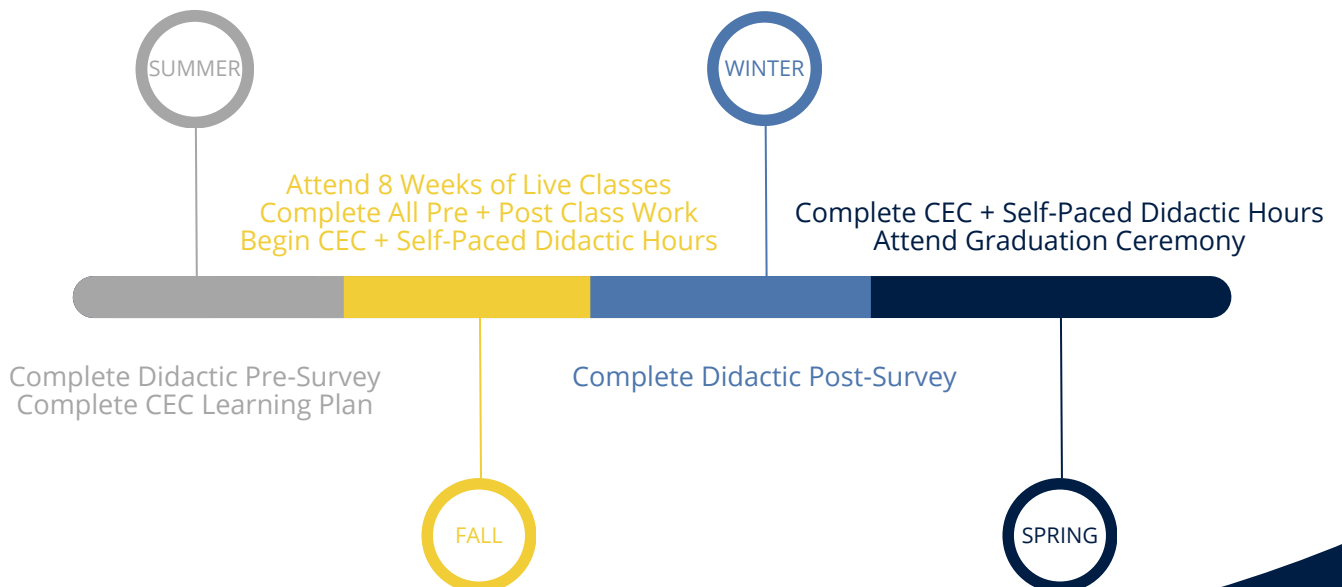 SUMMER
WINTER
Attend 8 Weeks of Live Classes
Complete All Pre + Post Class Work
Begin CEC + Self-Paced Didactic Hours
Complete CEC + Self-Paced Didactic Hours
Attend Graduation Ceremony
Complete Didactic Pre-Survey
Complete CEC Learning Plan
Complete Didactic Post-Survey
FALL
SPRING